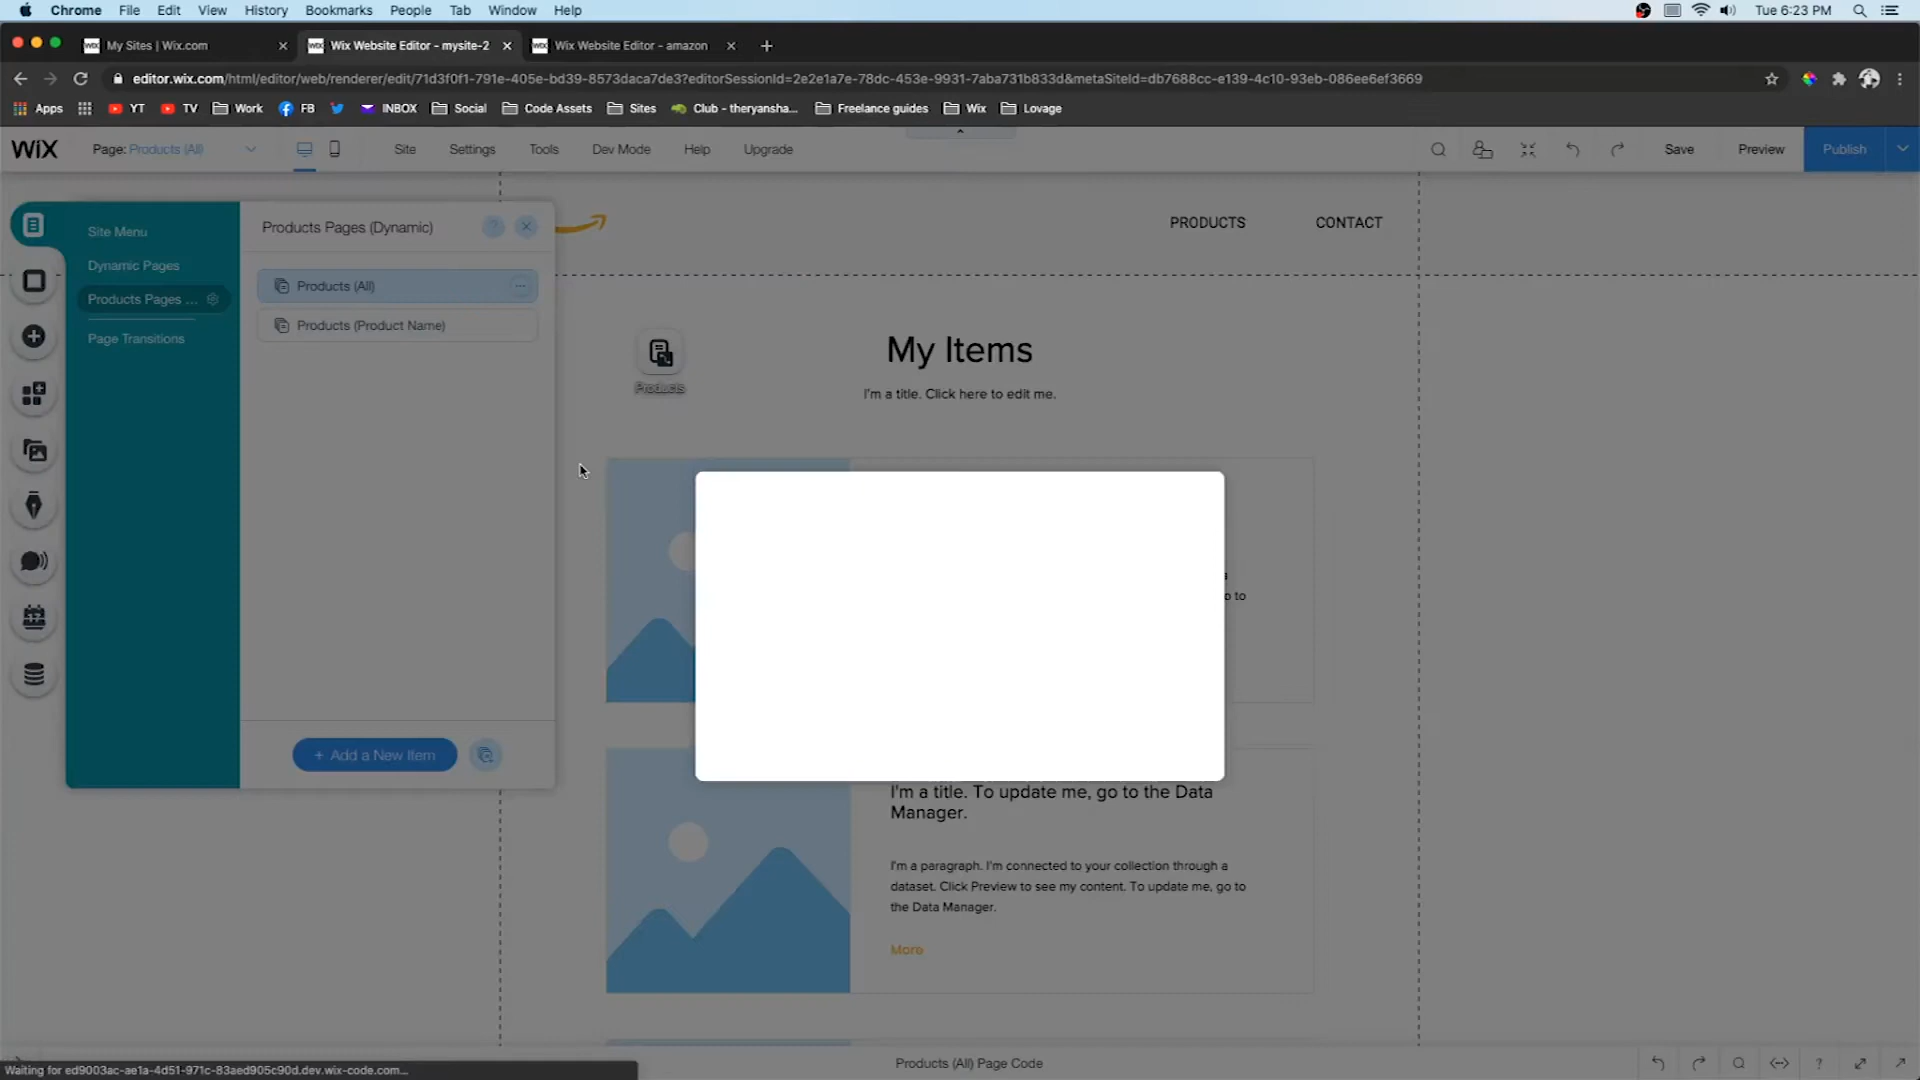 Chrome File Edit View History Bookmarks People Tab Window Help Tue 6:23 PM
My Sites | Wix.com Wix Website Editor - mysite-2 Wix Website Editor - amazon
editor.wix.com/html/editor/web/renderer/edit/71d3f0f1-791e-405e-bd39-8573daca7de3?editorSessionId=2e2e1a7e-78dc-453e-9931-7aba731b833d&metaSiteId=db7688cc-e139-4c10-93eb-086ee6ef3669
Apps YT TV Work FB INBOX Social Code Assets Sites Club - theryansha... Freelance guides Wix Lovage
WiX Page: Products (All) Site Settings Tools Dev Mode Help Upgrade Save Preview Publish
Site Menu
Dynamic Pages
Products Pages ...
Page Transitions
Products Pages (Dynamic)
Products (All)
Products (Product Name)
+ Add a New Item
PRODUCTS CONTACT
Products
My Items
I'm a title. Click here to edit me.
o to
I'm a title. To update me, go to the Data
Manager.
I'm a paragraph. I'm connected to your collection through a
dataset. Click Preview to see my content. To update me, go to
the Data Manager.
More
Products (All) Page Code
Waiting for ed9003ac-ae1a-4d51-971c-83aed905c90d.dev.wix-code.com...